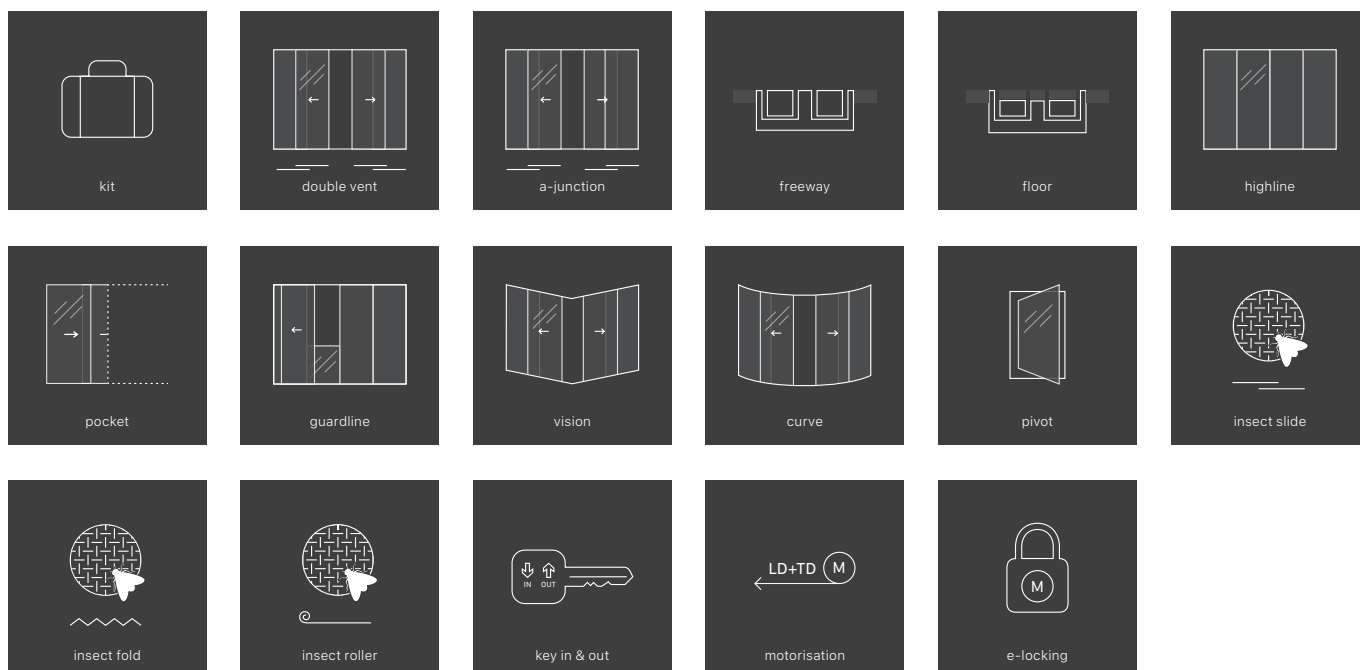 kit
double vent
a-junction
freeway
floor
highline
pocket
guardline
vision
curve
pivot
insect slide
insect fold
insect roller
IN OUT
key in & out
LD+TD M
motorisation
M
e-locking